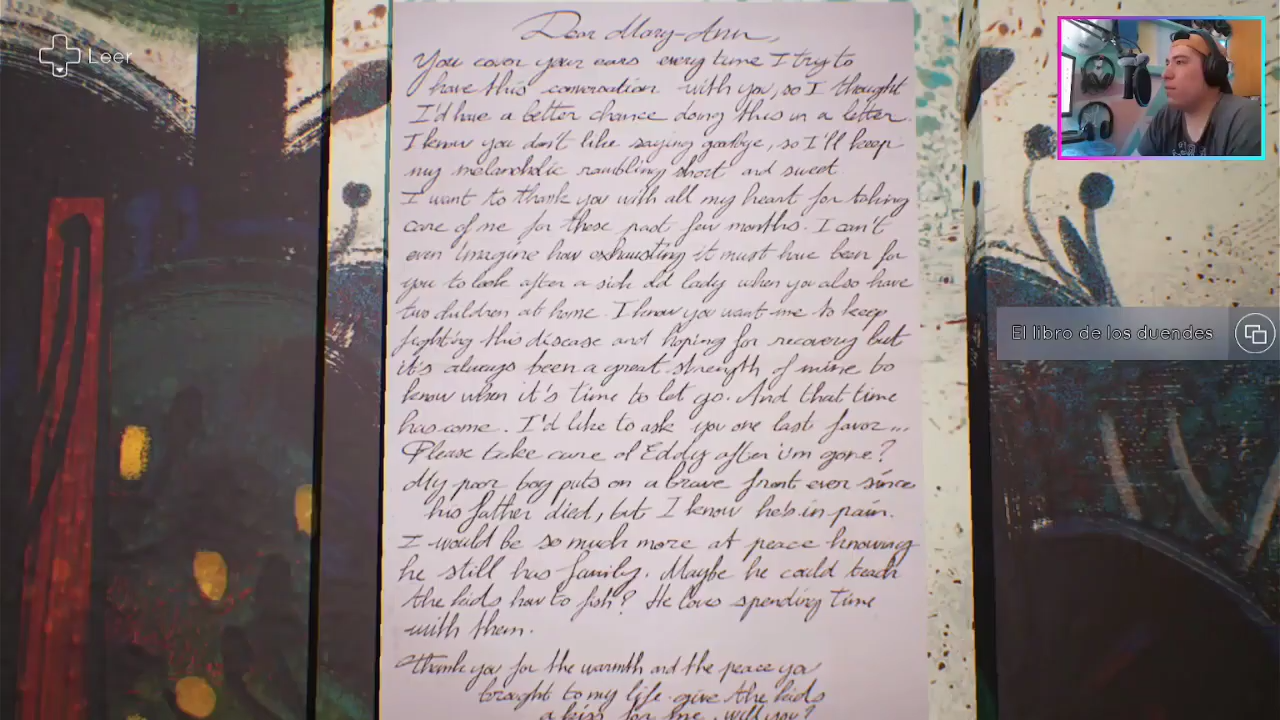 Leer
Dear Mary-Ann,
You cover your ears every time I try to
have this conversation with you, so I thought
I'd have a better chance doing this in a letter.
I know you don't like saying goodbye, so I'll keep
my melancholic rambling short and sweet.
I want to thank you with all my heart for taking
care of me for these past few months. I can't
even imagine how exhausting it must have been for
you to look after a sick old lady when you also have
two children at home. I know you want me to keep
fighting this disease and hoping for recovery but
it's always been a great strength of mine to
know when it's time to let go. And that time
has come. I'd like to ask you one last favor...
Please take care of Eddy after i'm gone?
My poor boy puts on a brave front ever since
his father died, but I know he's in pain.
I would be so much more at peace knowing
he still has family. Maybe he could teach
the kids how to fish? He loves spending time
with them.
Thank you for the warmth and the peace you
brought to my life. give the kids
a kiss for me, will you?
El libro de los duendes